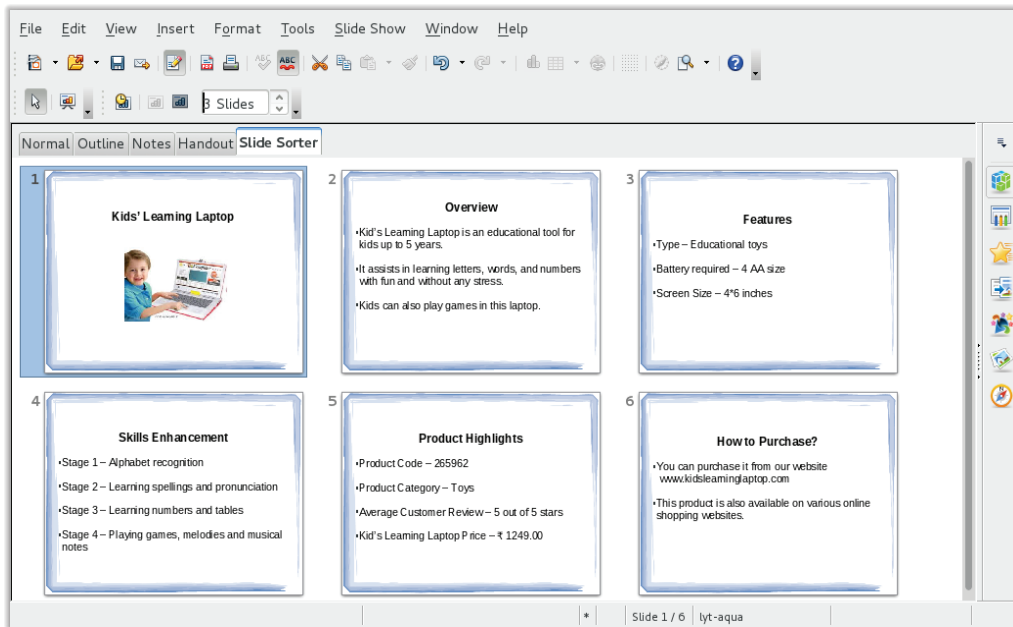 File Edit View Insert Format Tools Slide Show Window Help
ABC ABC
3 Slides
Normal Outline Notes Handout Slide Sorter
1
Kids' Learning Laptop
2
Overview
•Kid's Learning Laptop is an educational tool for
kids up to 5 years.
•It assists in learning letters, words, and numbers
with fun and without any stress.
•Kids can also play games in this laptop.
3
Features
•Type – Educational toys
•Battery required – 4 AA size
•Screen Size – 4*6 inches
4
Skills Enhancement
•Stage 1 – Alphabet recognition
•Stage 2 – Learning spellings and pronunciation
•Stage 3 – Learning numbers and tables
•Stage 4 – Playing games, melodies and musical
notes
5
Product Highlights
•Product Code – 265962
•Product Category – Toys
•Average Customer Review – 5 out of 5 stars
•Kid's Learning Laptop Price – ₹ 1249.00
6
How to Purchase?
•You can purchase it from our website
www.kidslearninglaptop.com
•This product is also available on various online
shopping websites.
* Slide 1 / 6 lyt-aqua